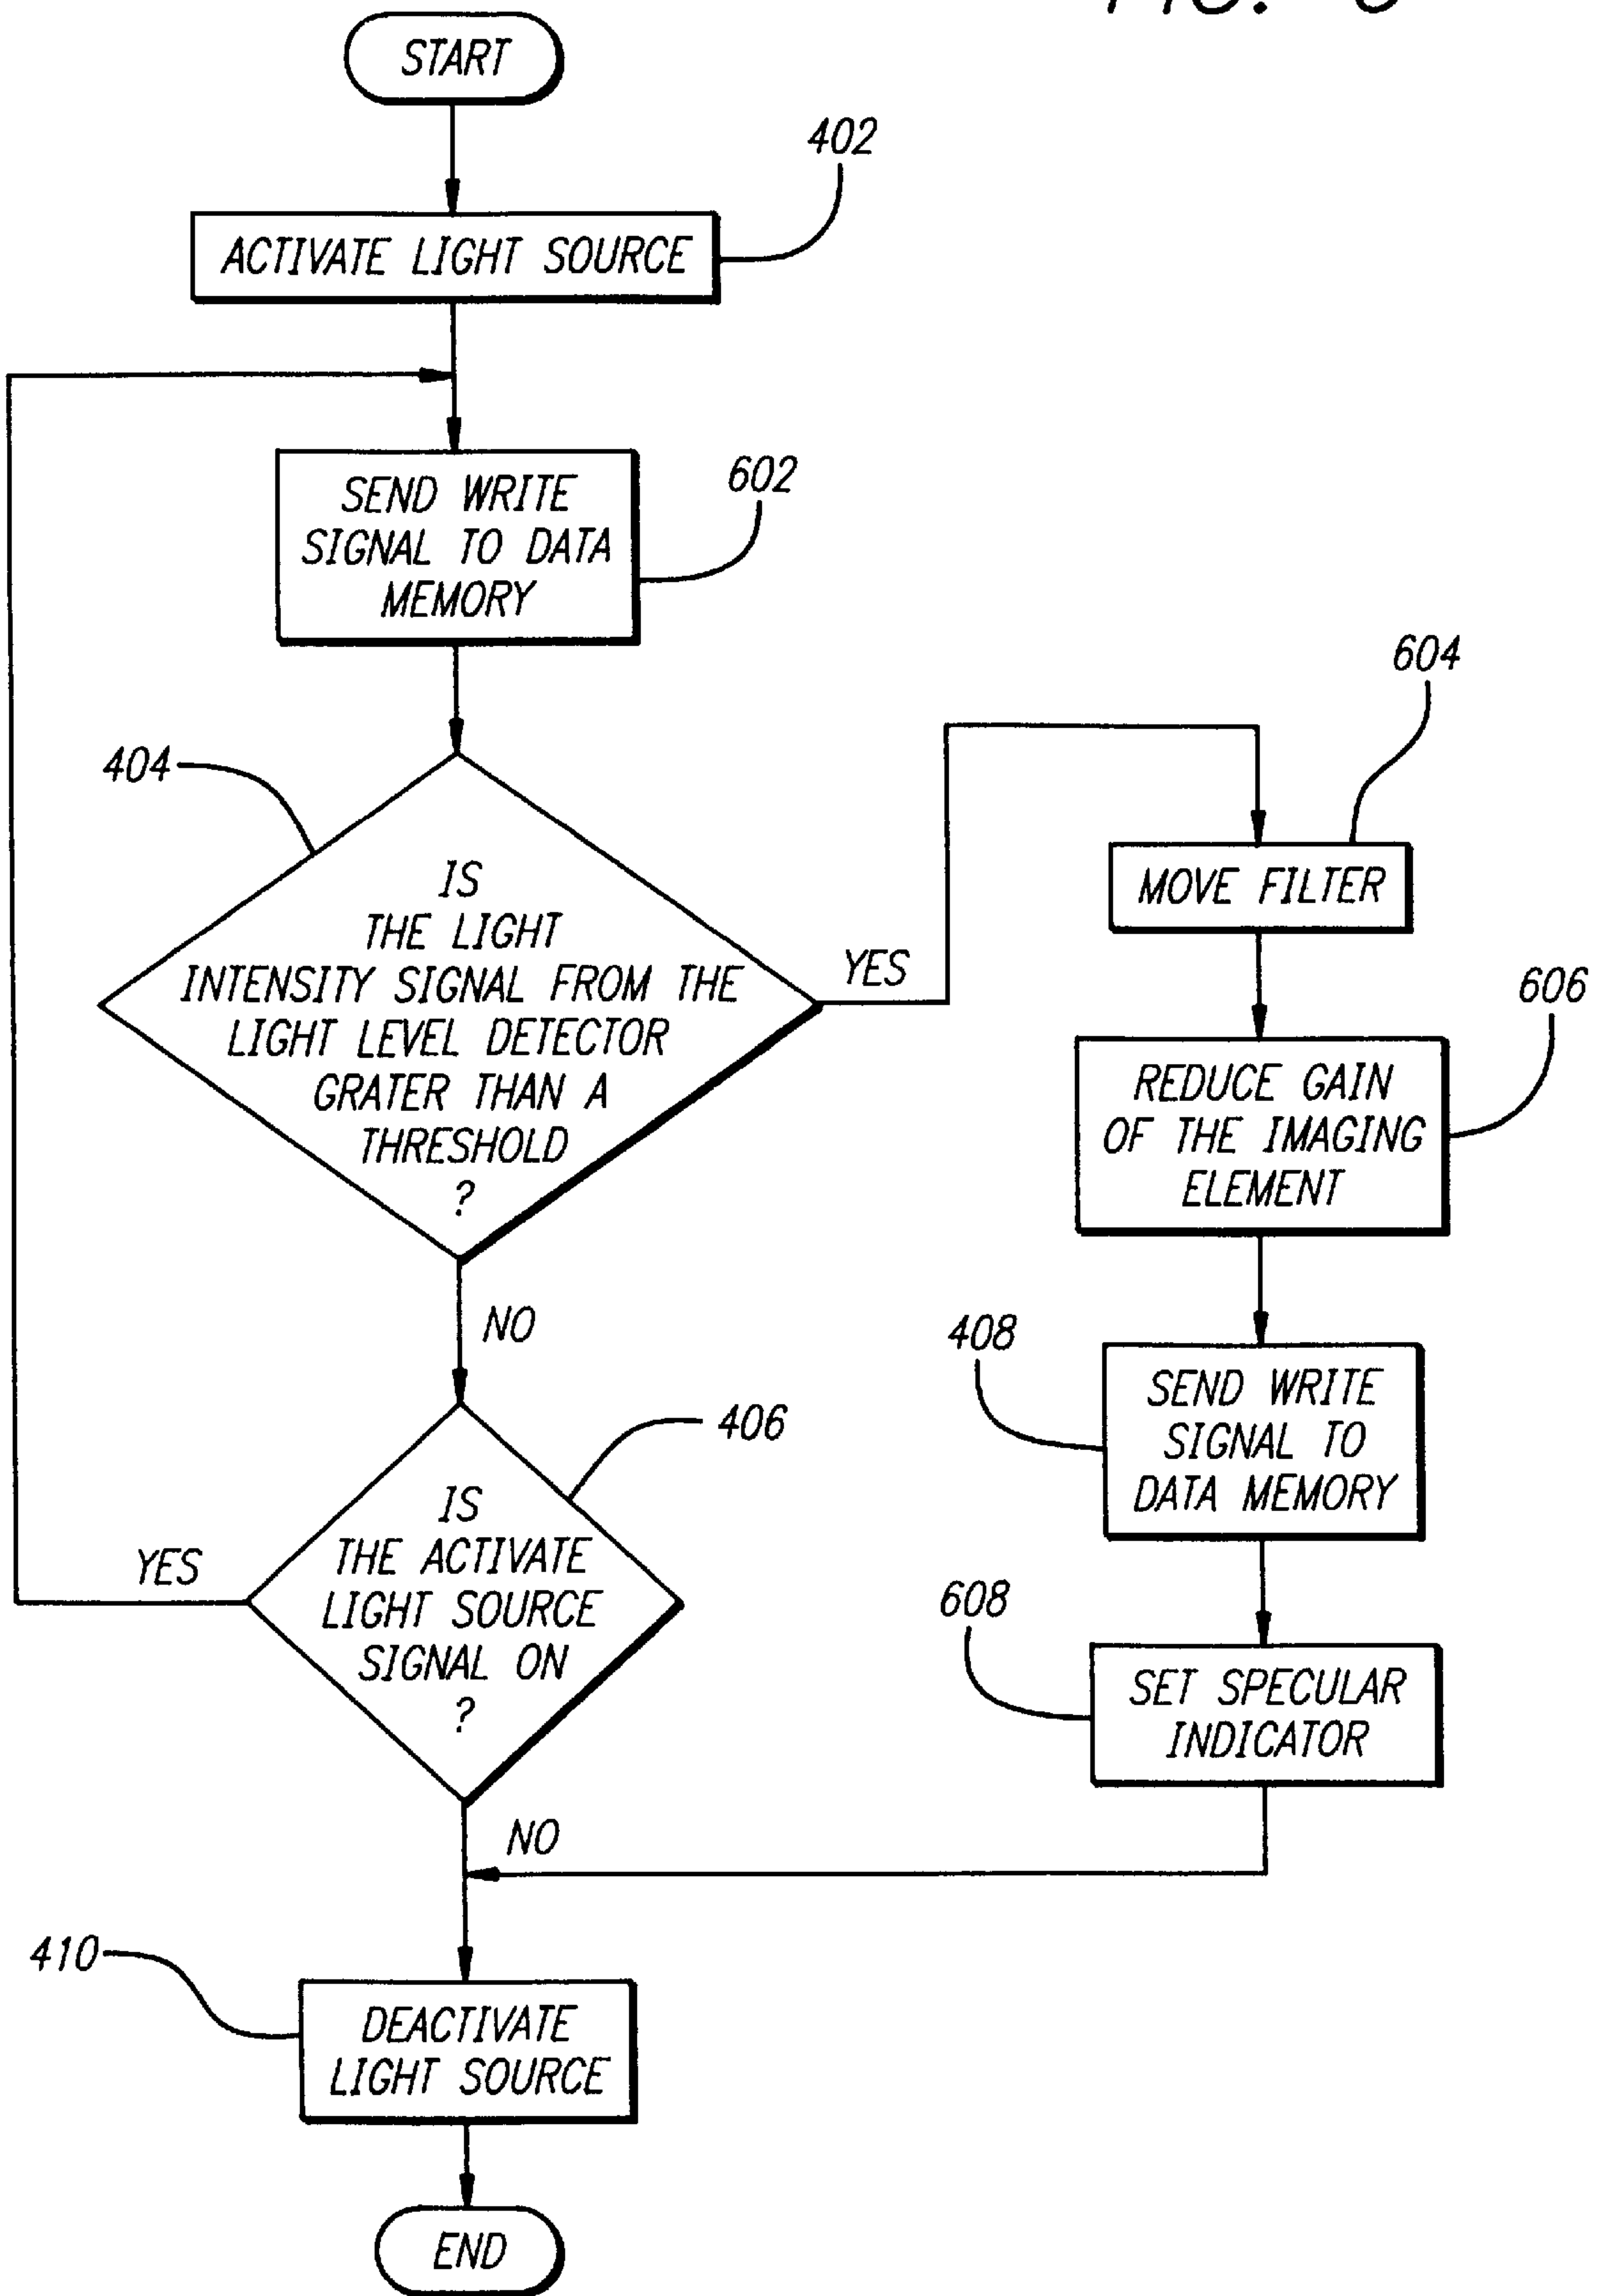 FIG. 6
START
402
ACTIVATE LIGHT SOURCE
602
SEND WRITE
SIGNAL TO DATA
MEMORY
404
IS
THE LIGHT
INTENSITY SIGNAL FROM THE
LIGHT LEVEL DETECTOR
GRATER THAN A
THRESHOLD
?
YES
NO
604
MOVE FILTER
606
REDUCE GAIN
OF THE IMAGING
ELEMENT
408
SEND WRITE
SIGNAL TO
DATA MEMORY
608
SET SPECULAR
INDICATOR
406
IS
THE ACTIVATE
LIGHT SOURCE
SIGNAL ON
?
YES
NO
410
DEACTIVATE
LIGHT SOURCE
END